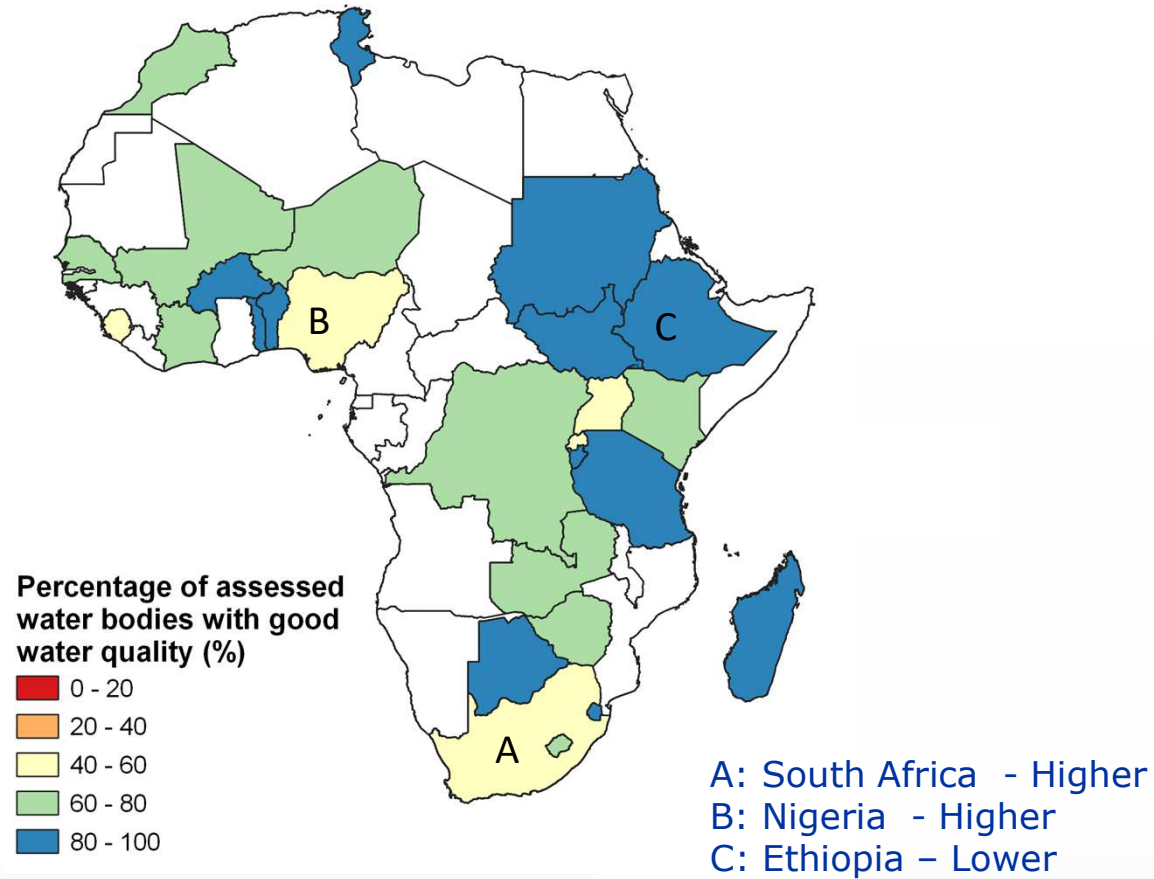 B
C
A
Percentage of assessed
water bodies with good
water quality (%)
0 - 20
20 - 40
40 - 60
60 - 80
80 - 100
A: South Africa - Higher
B: Nigeria - Higher
C: Ethiopia – Lower